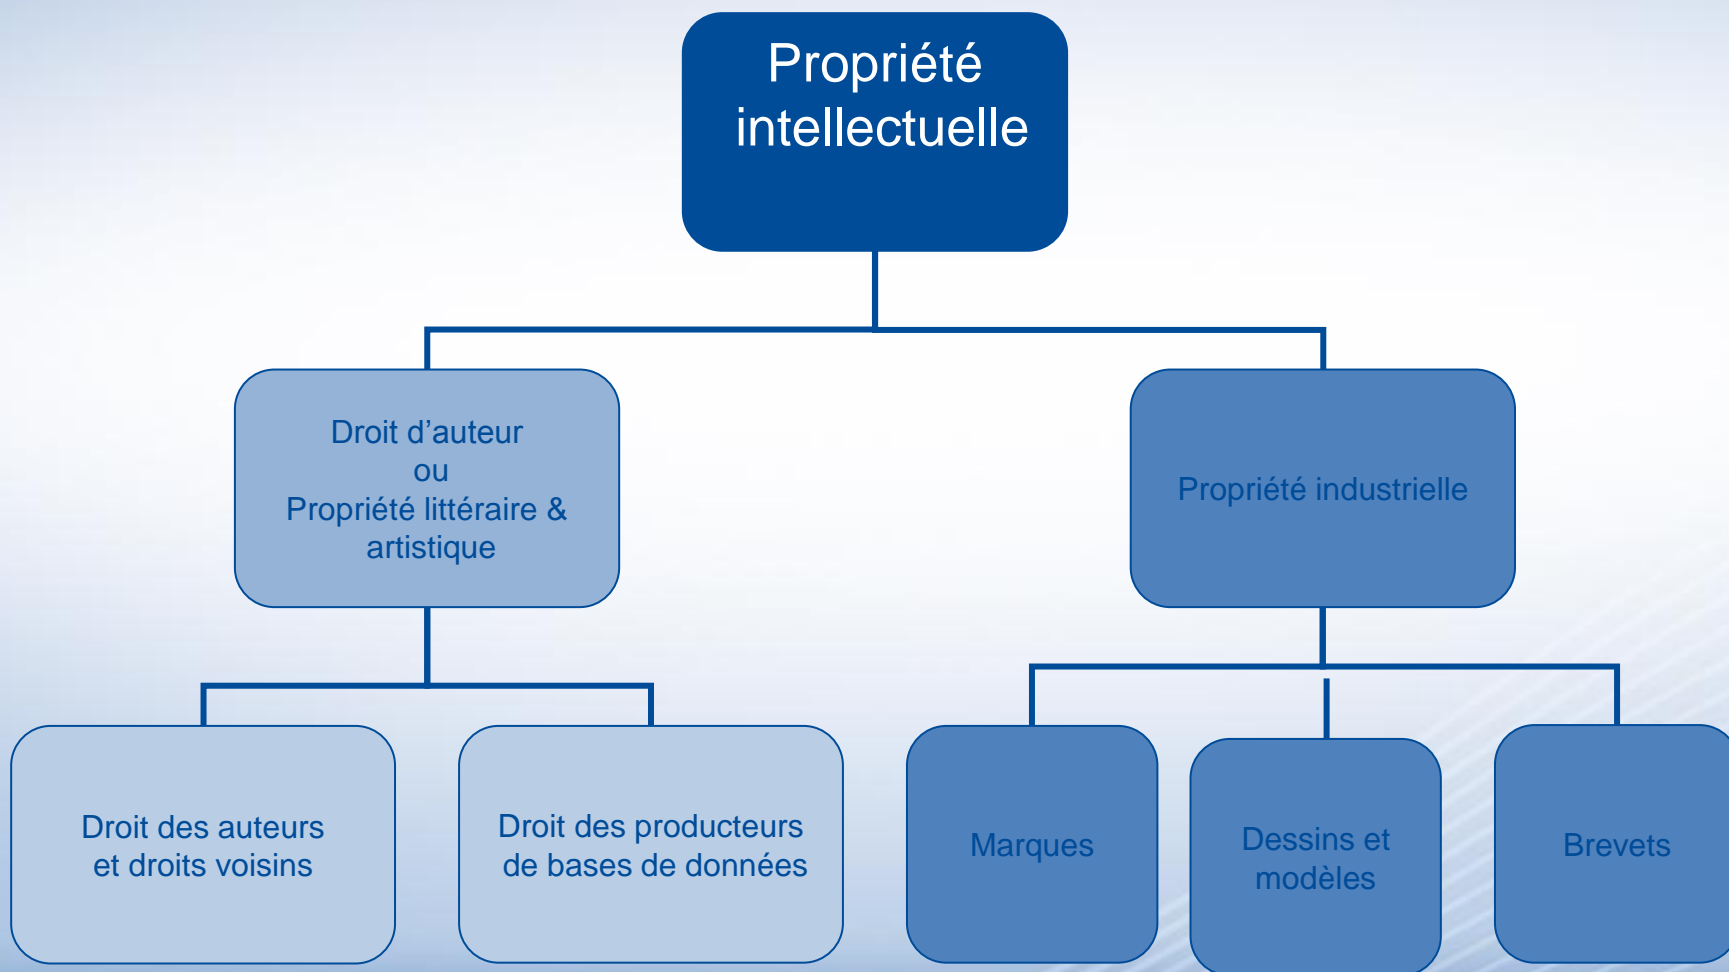 Propriété
intellectuelle
Droit d’auteur
ou
Propriété littéraire &
artistique
Propriété industrielle
Droit des auteurs
et droits voisins
Droit des producteurs
de bases de données
Marques
Dessins et
modèles
Brevets